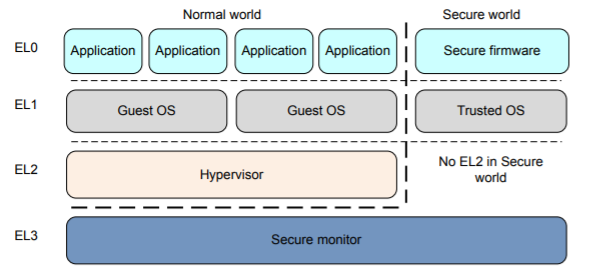 Normal world Secure world
EL0 Application Application Application Application Secure firmware
EL1 Guest OS Guest OS Trusted OS
EL2 Hypervisor No EL2 in Secure
world
EL3 Secure monitor